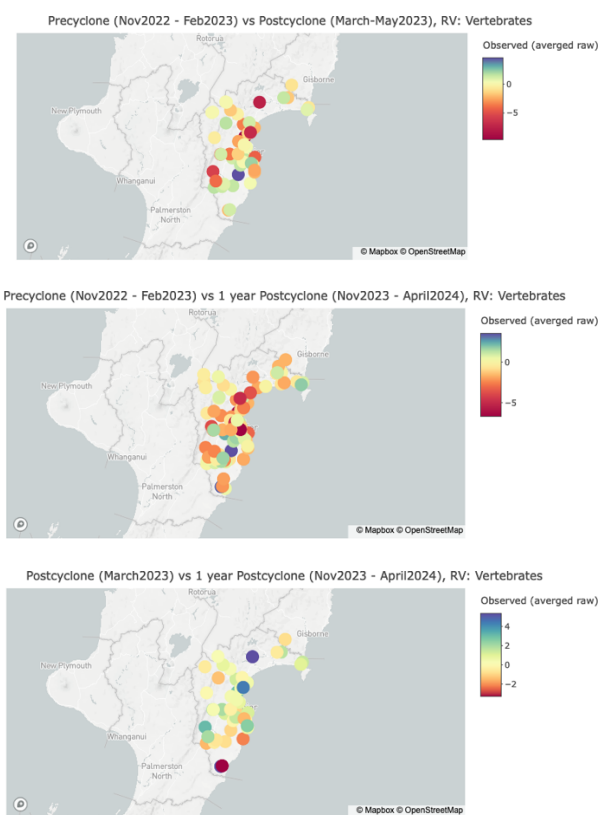 Precyclone (Nov2022 - Feb2023) vs Postcyclone (March-May2023), RV: Vertebrates
Observed (averged raw)
Rotorua
Gisborne
New Plymouth
0
−5
Whanganui
Palmerston
North
© Mapbox © OpenStreetMap
Precyclone (Nov2022 - Feb2023) vs 1 year Postcyclone (Nov2023 - April2024), RV: Vertebrates
Observed (averged raw)
Rotorua
Gisborne
New Plymouth
0
−5
Whanganui
Palmerston
North
© Mapbox © OpenStreetMap
Postcyclone (March2023) vs 1 year Postcyclone (Nov2023 - April2024), RV: Vertebrates
Observed (averged raw)
Rotorua
Gisborne
New Plymouth
4
2
0
−2
Whanganui
Palmerston
North
© Mapbox © OpenStreetMap